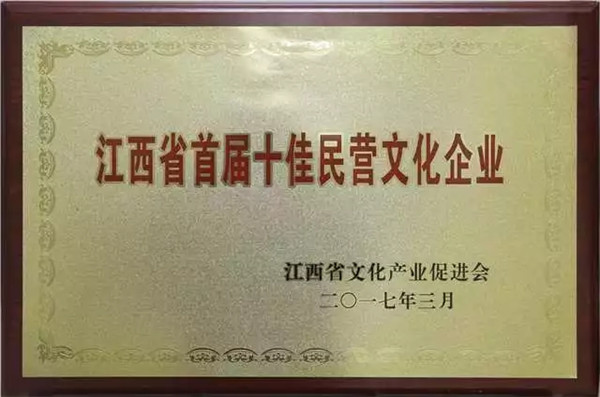 江西省首届十佳民营文化企业
江西省文化产业促进会
二〇一七年三月